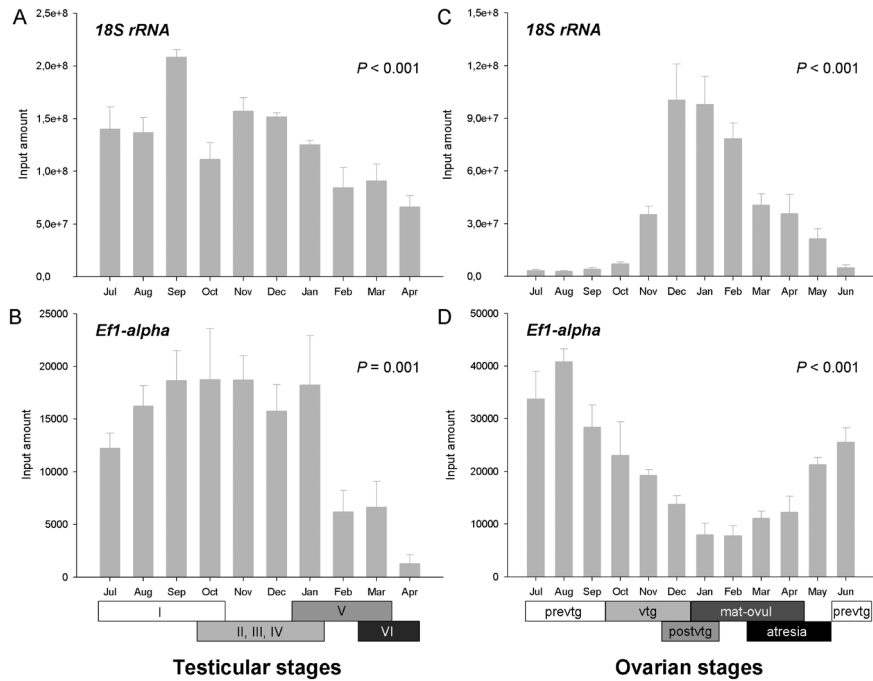 A
18S rRNA
P < 0.001
Input amount
2,5e+8
2,0e+8
1,5e+8
1,0e+8
5,0e+7
0,0
Jul Aug Sep Oct Nov Dec Jan Feb Mar Apr
C
18S rRNA
P < 0.001
Input amount
1,5e+8
1,2e+8
9,0e+7
6,0e+7
3,0e+7
0,0
Jul Aug Sep Oct Nov Dec Jan Feb Mar Apr May Jun
B
Ef1-alpha
P = 0.001
Input amount
25000
20000
15000
10000
5000
0
Jul Aug Sep Oct Nov Dec Jan Feb Mar Apr
I V
II, III, IV VI
Testicular stages
D
Ef1-alpha
P < 0.001
Input amount
50000
40000
30000
20000
10000
0
Jul Aug Sep Oct Nov Dec Jan Feb Mar Apr May Jun
prevtg vtg mat-ovul prevtg
postvtg atresia
Ovarian stages